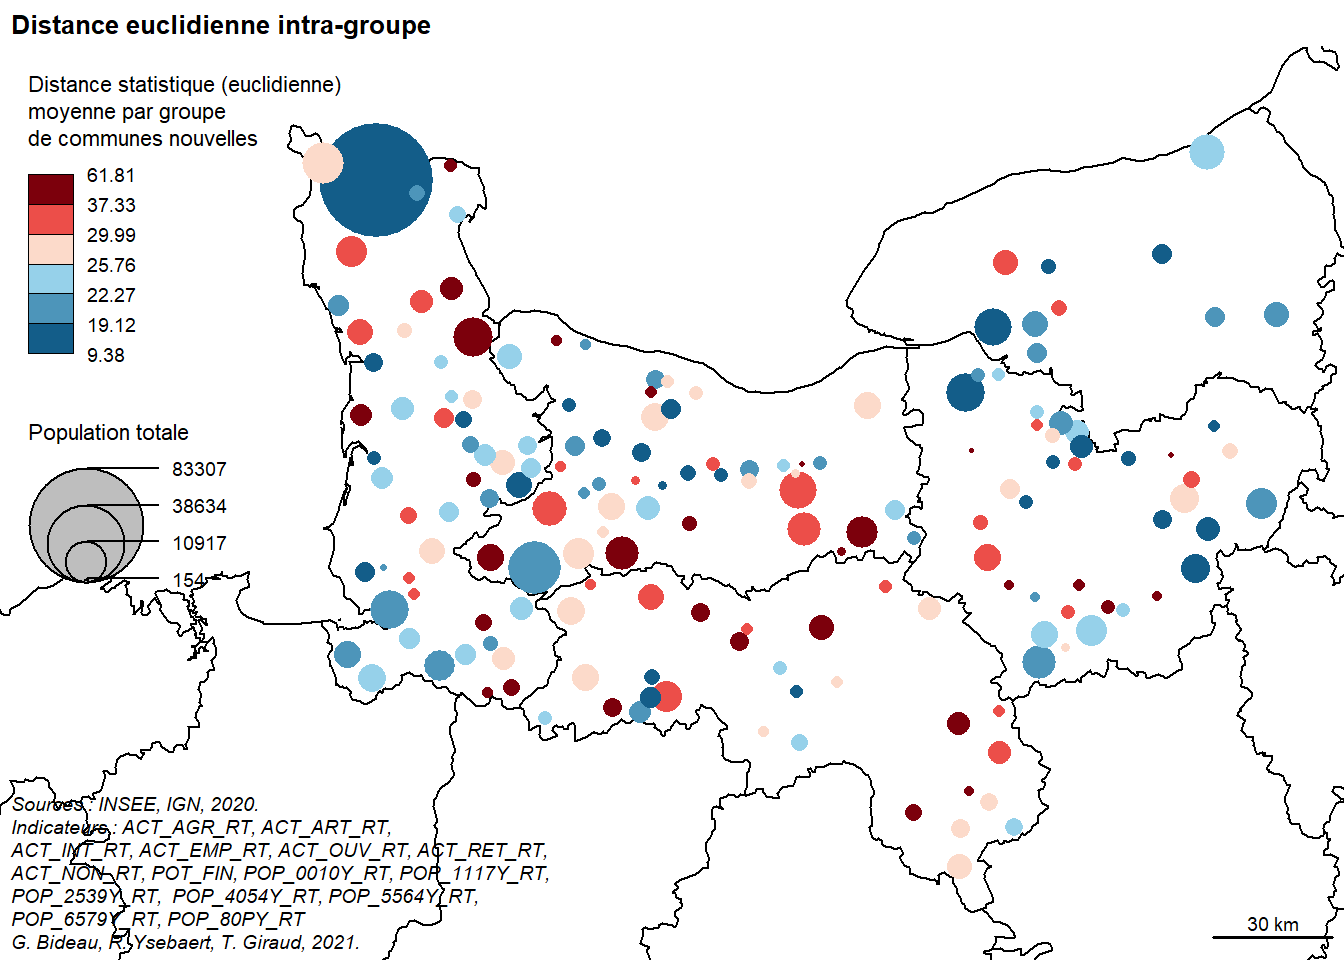 Distance euclidienne intra-groupe
Distance statistique (euclidienne)
moyenne par groupe
de communes nouvelles
61.81
37.33
29.99
25.76
22.27
19.12
9.38
Population totale
83307
38634
10917
154
Sources : INSEE, IGN, 2020.
Indicateurs : ACT_AGR_RT, ACT_ART_RT,
ACT_INT_RT, ACT_EMP_RT, ACT_OUV_RT, ACT_RET_RT,
ACT_NON_RT, POT_FIN, POP_0010Y_RT, POP_1117Y_RT,
POP_2539Y_RT, POP_4054Y_RT, POP_5564Y_RT,
POP_6579Y_RT, POP_80PY_RT
G. Bideau, R. Ysebaert, T. Giraud, 2021.
30 km